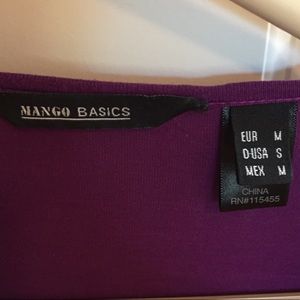 MANGO BASICS
EUR M
D-USA S
MEX M
CHINA
RN#115455